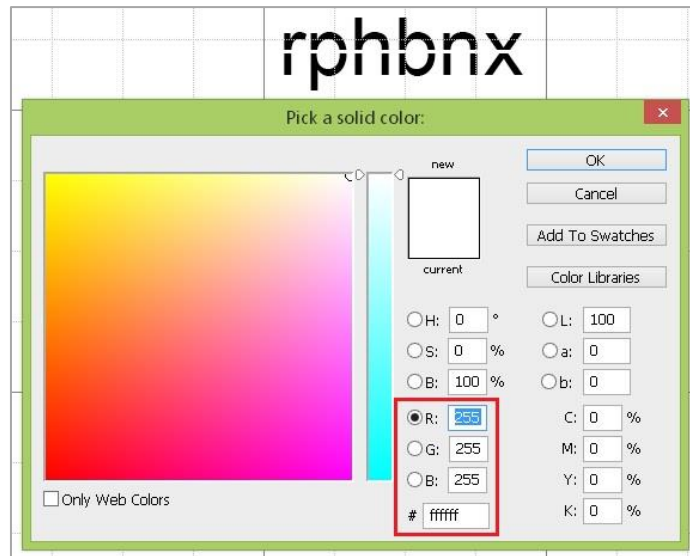 rphbnx
Pick a solid color:
x
new
current
OK
Cancel
Add To Swatches
Color Libraries
H: 0 °
S: 0 %
B: 100 %
L: 100
a: 0
b: 0
R: 255
G: 255
B: 255
# ffffff
C: 0 %
M: 0 %
Y: 0 %
K: 0 %
Only Web Colors